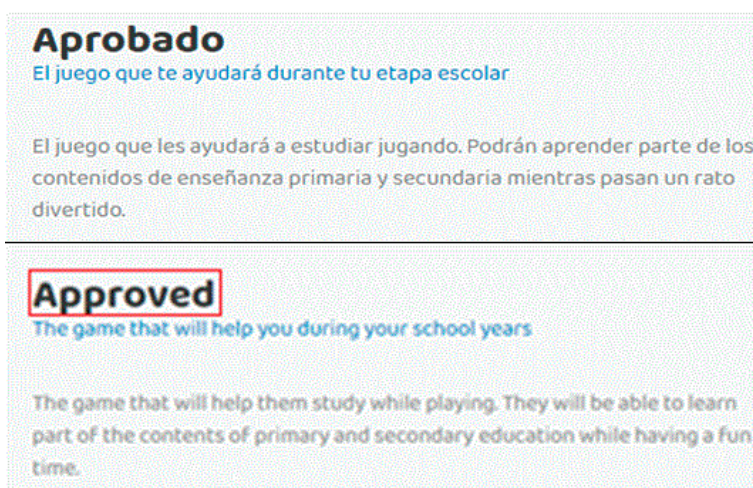 Aprobado
El juego que te ayudará durante tu etapa escolar
El juego que les ayudará a estudiar jugando. Podrán aprender parte de los
contenidos de enseñanza primaria y secundaria mientras pasan un rato
divertido.
Approved
The game that will help you during your school years
The game that will help them study while playing. They will be able to learn
part of the contents of primary and secondary education while having a fun
time.